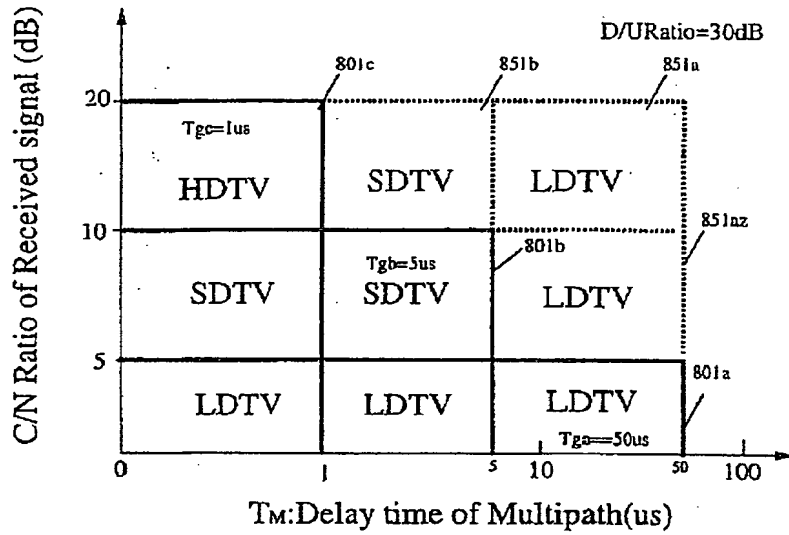 D/URatio=30dB
C/N Ratio of Received signal (dB)
801c
851b
851a
20
Tgc=1us
HDTV
SDTV
LDTV
10
801b
851az
Tgb=5us
SDTV
SDTV
LDTV
5
801a
LDTV
LDTV
LDTV
Tga==50us
0
1
5
10
50
100
TM:Delay time of Multipath(us)